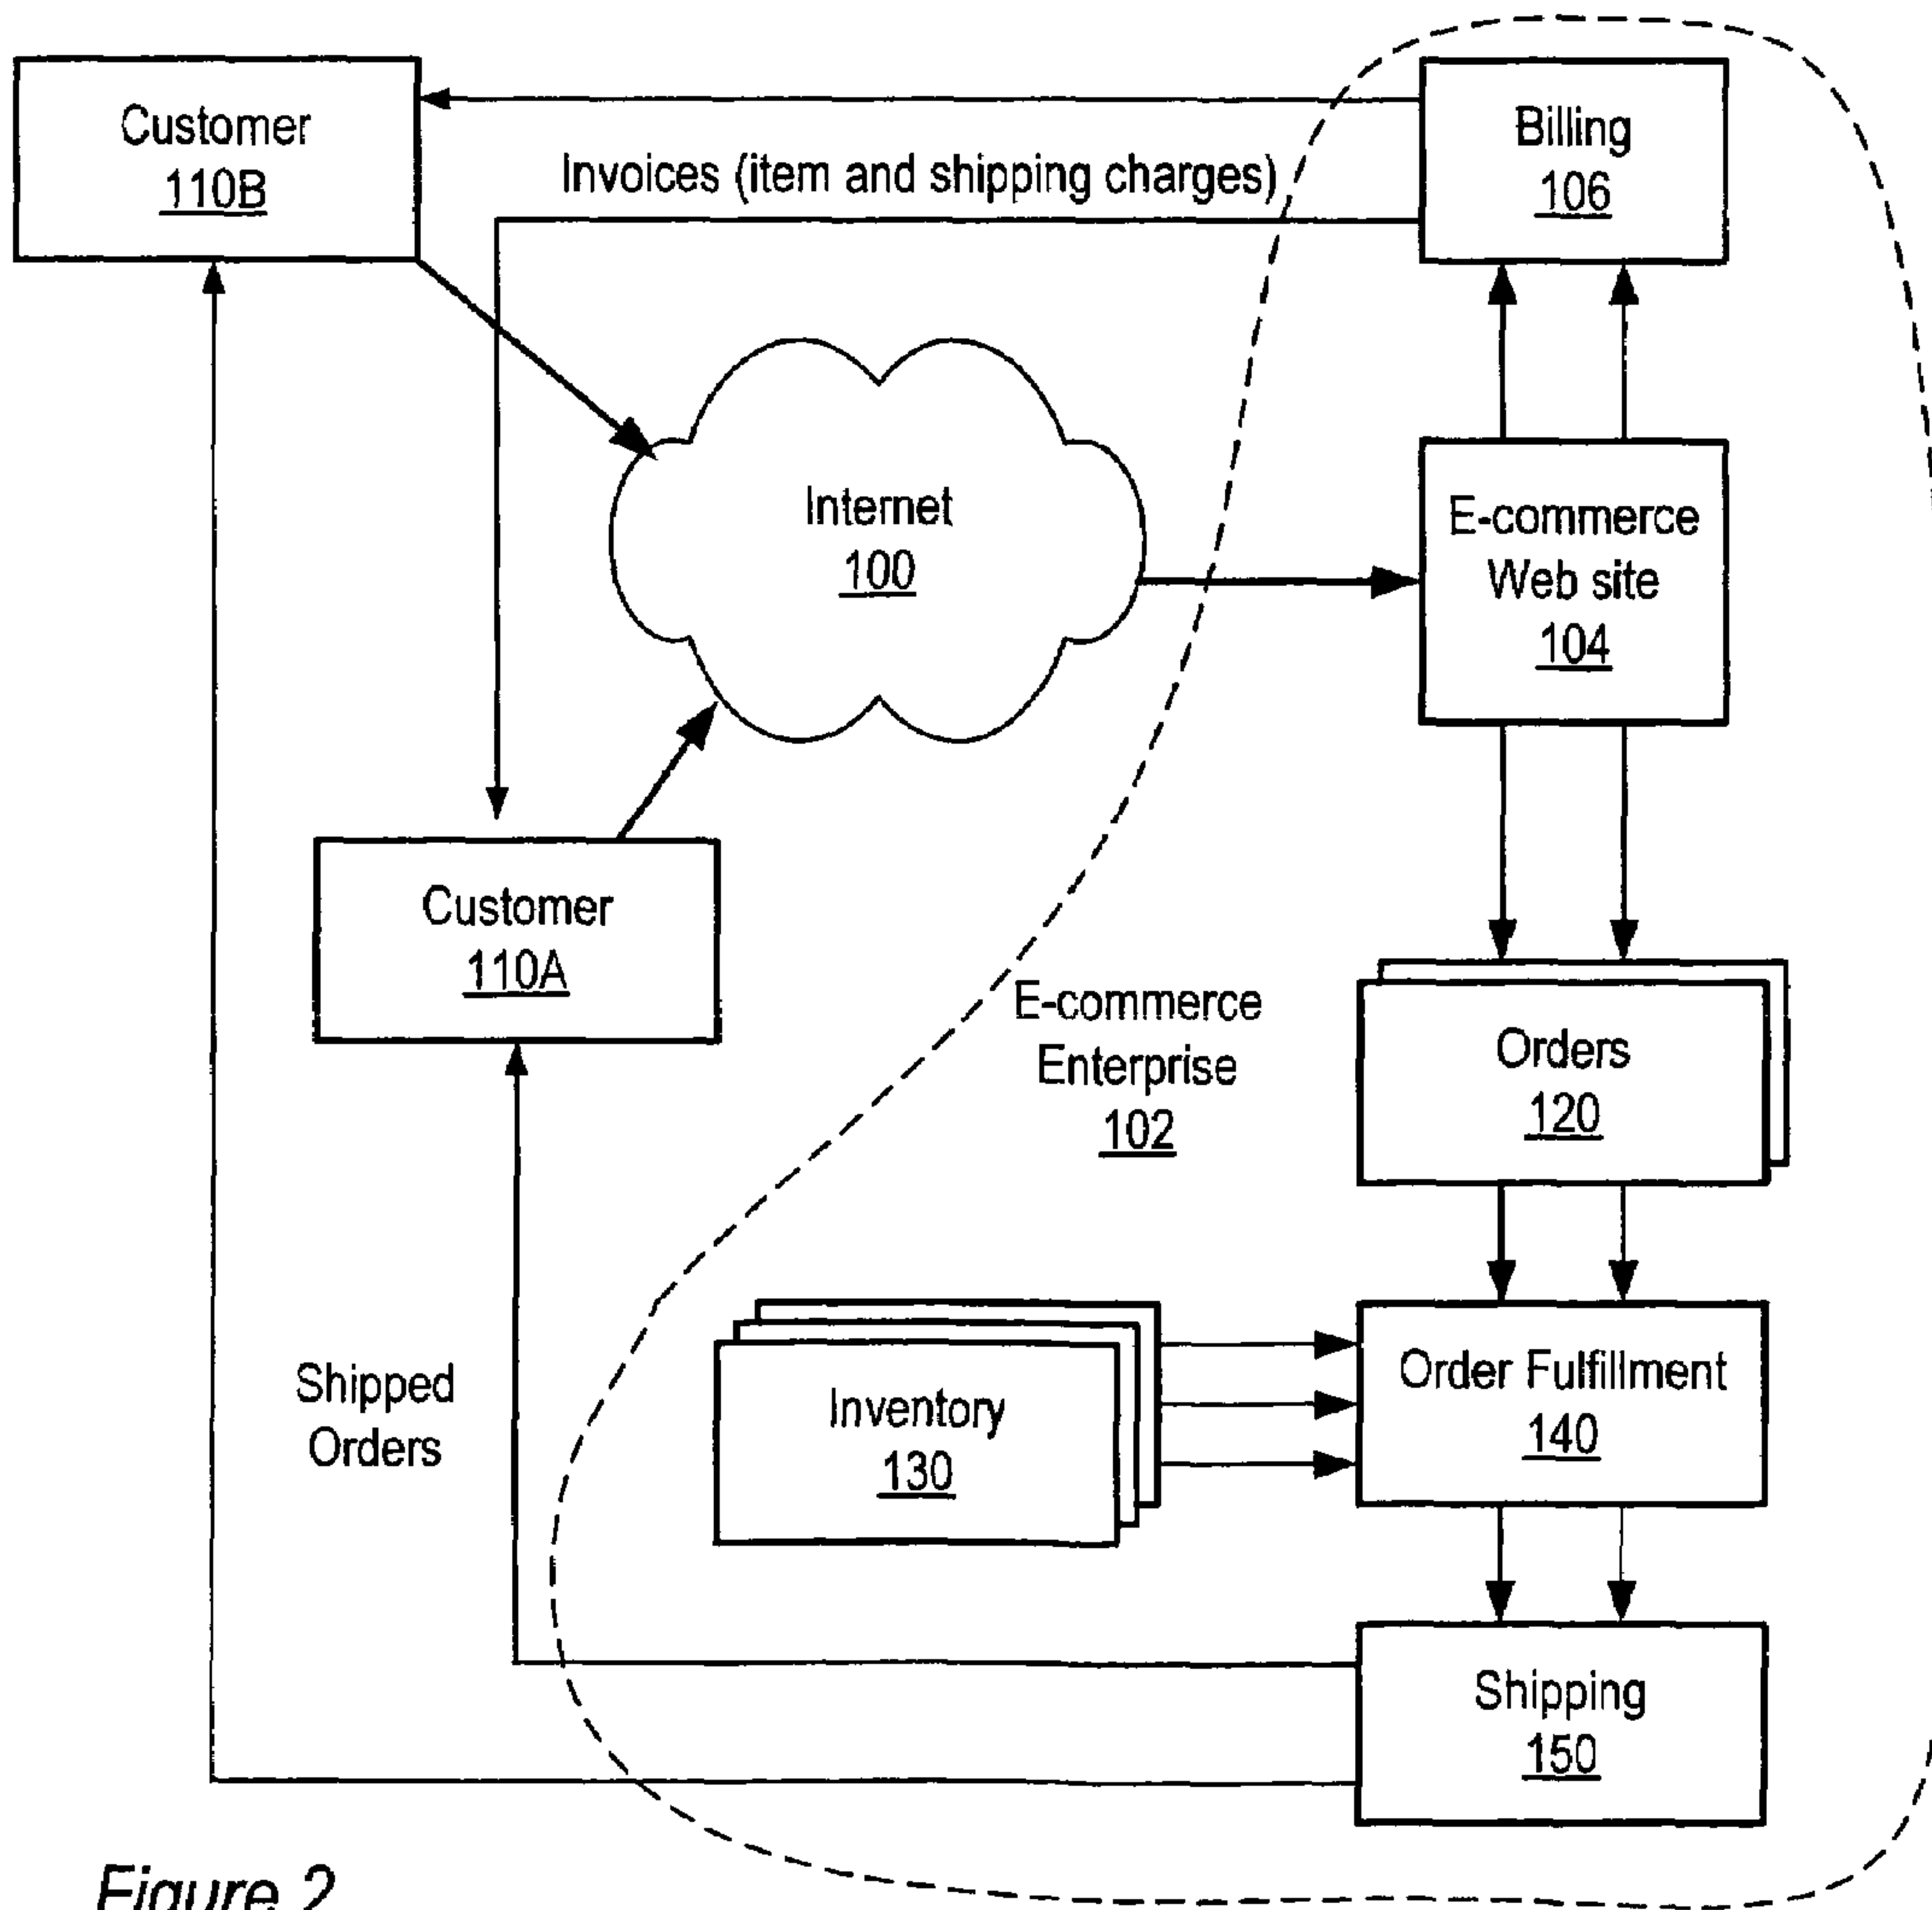 Customer
110B
Invoices (item and shipping charges)
Billing
106
Internet
100
E-commerce
Web site
104
Customer
110A
E-commerce
Enterprise
102
Orders
120
Shipped
Orders
Inventory
130
Order Fulfillment
140
Shipping
150
Figure 2